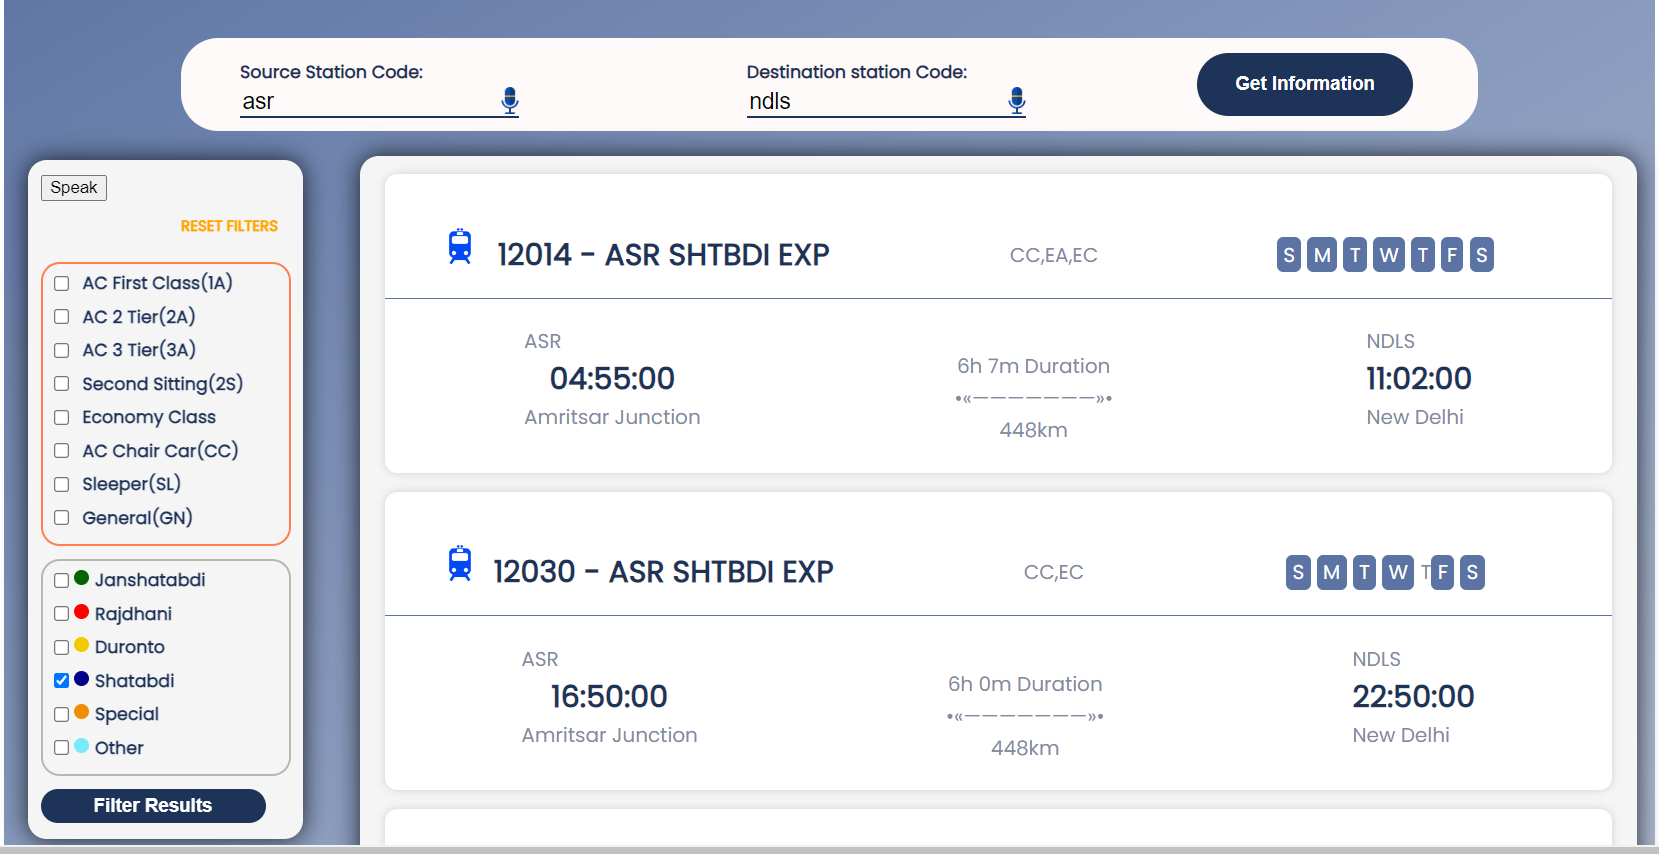 Source Station Code:
asr
Destination station Code:
ndls
Get Information
Speak
RESET FILTERS
AC First Class(1A)
AC 2 Tier(2A)
AC 3 Tier(3A)
Second Sitting(2S)
Economy Class
AC Chair Car(CC)
Sleeper(SL)
General(GN)
Janshatabdi
Rajdhani
Duronto
Shatabdi
Special
Other
Filter Results
12014 - ASR SHTBDI EXP
CC,EA,EC
S M T W T F S
ASR
04:55:00
Amritsar Junction
6h 7m Duration
•«———————»•
448km
NDLS
11:02:00
New Delhi
12030 - ASR SHTBDI EXP
CC,EC
S M T W T F S
ASR
16:50:00
Amritsar Junction
6h 0m Duration
•«———————»•
448km
NDLS
22:50:00
New Delhi